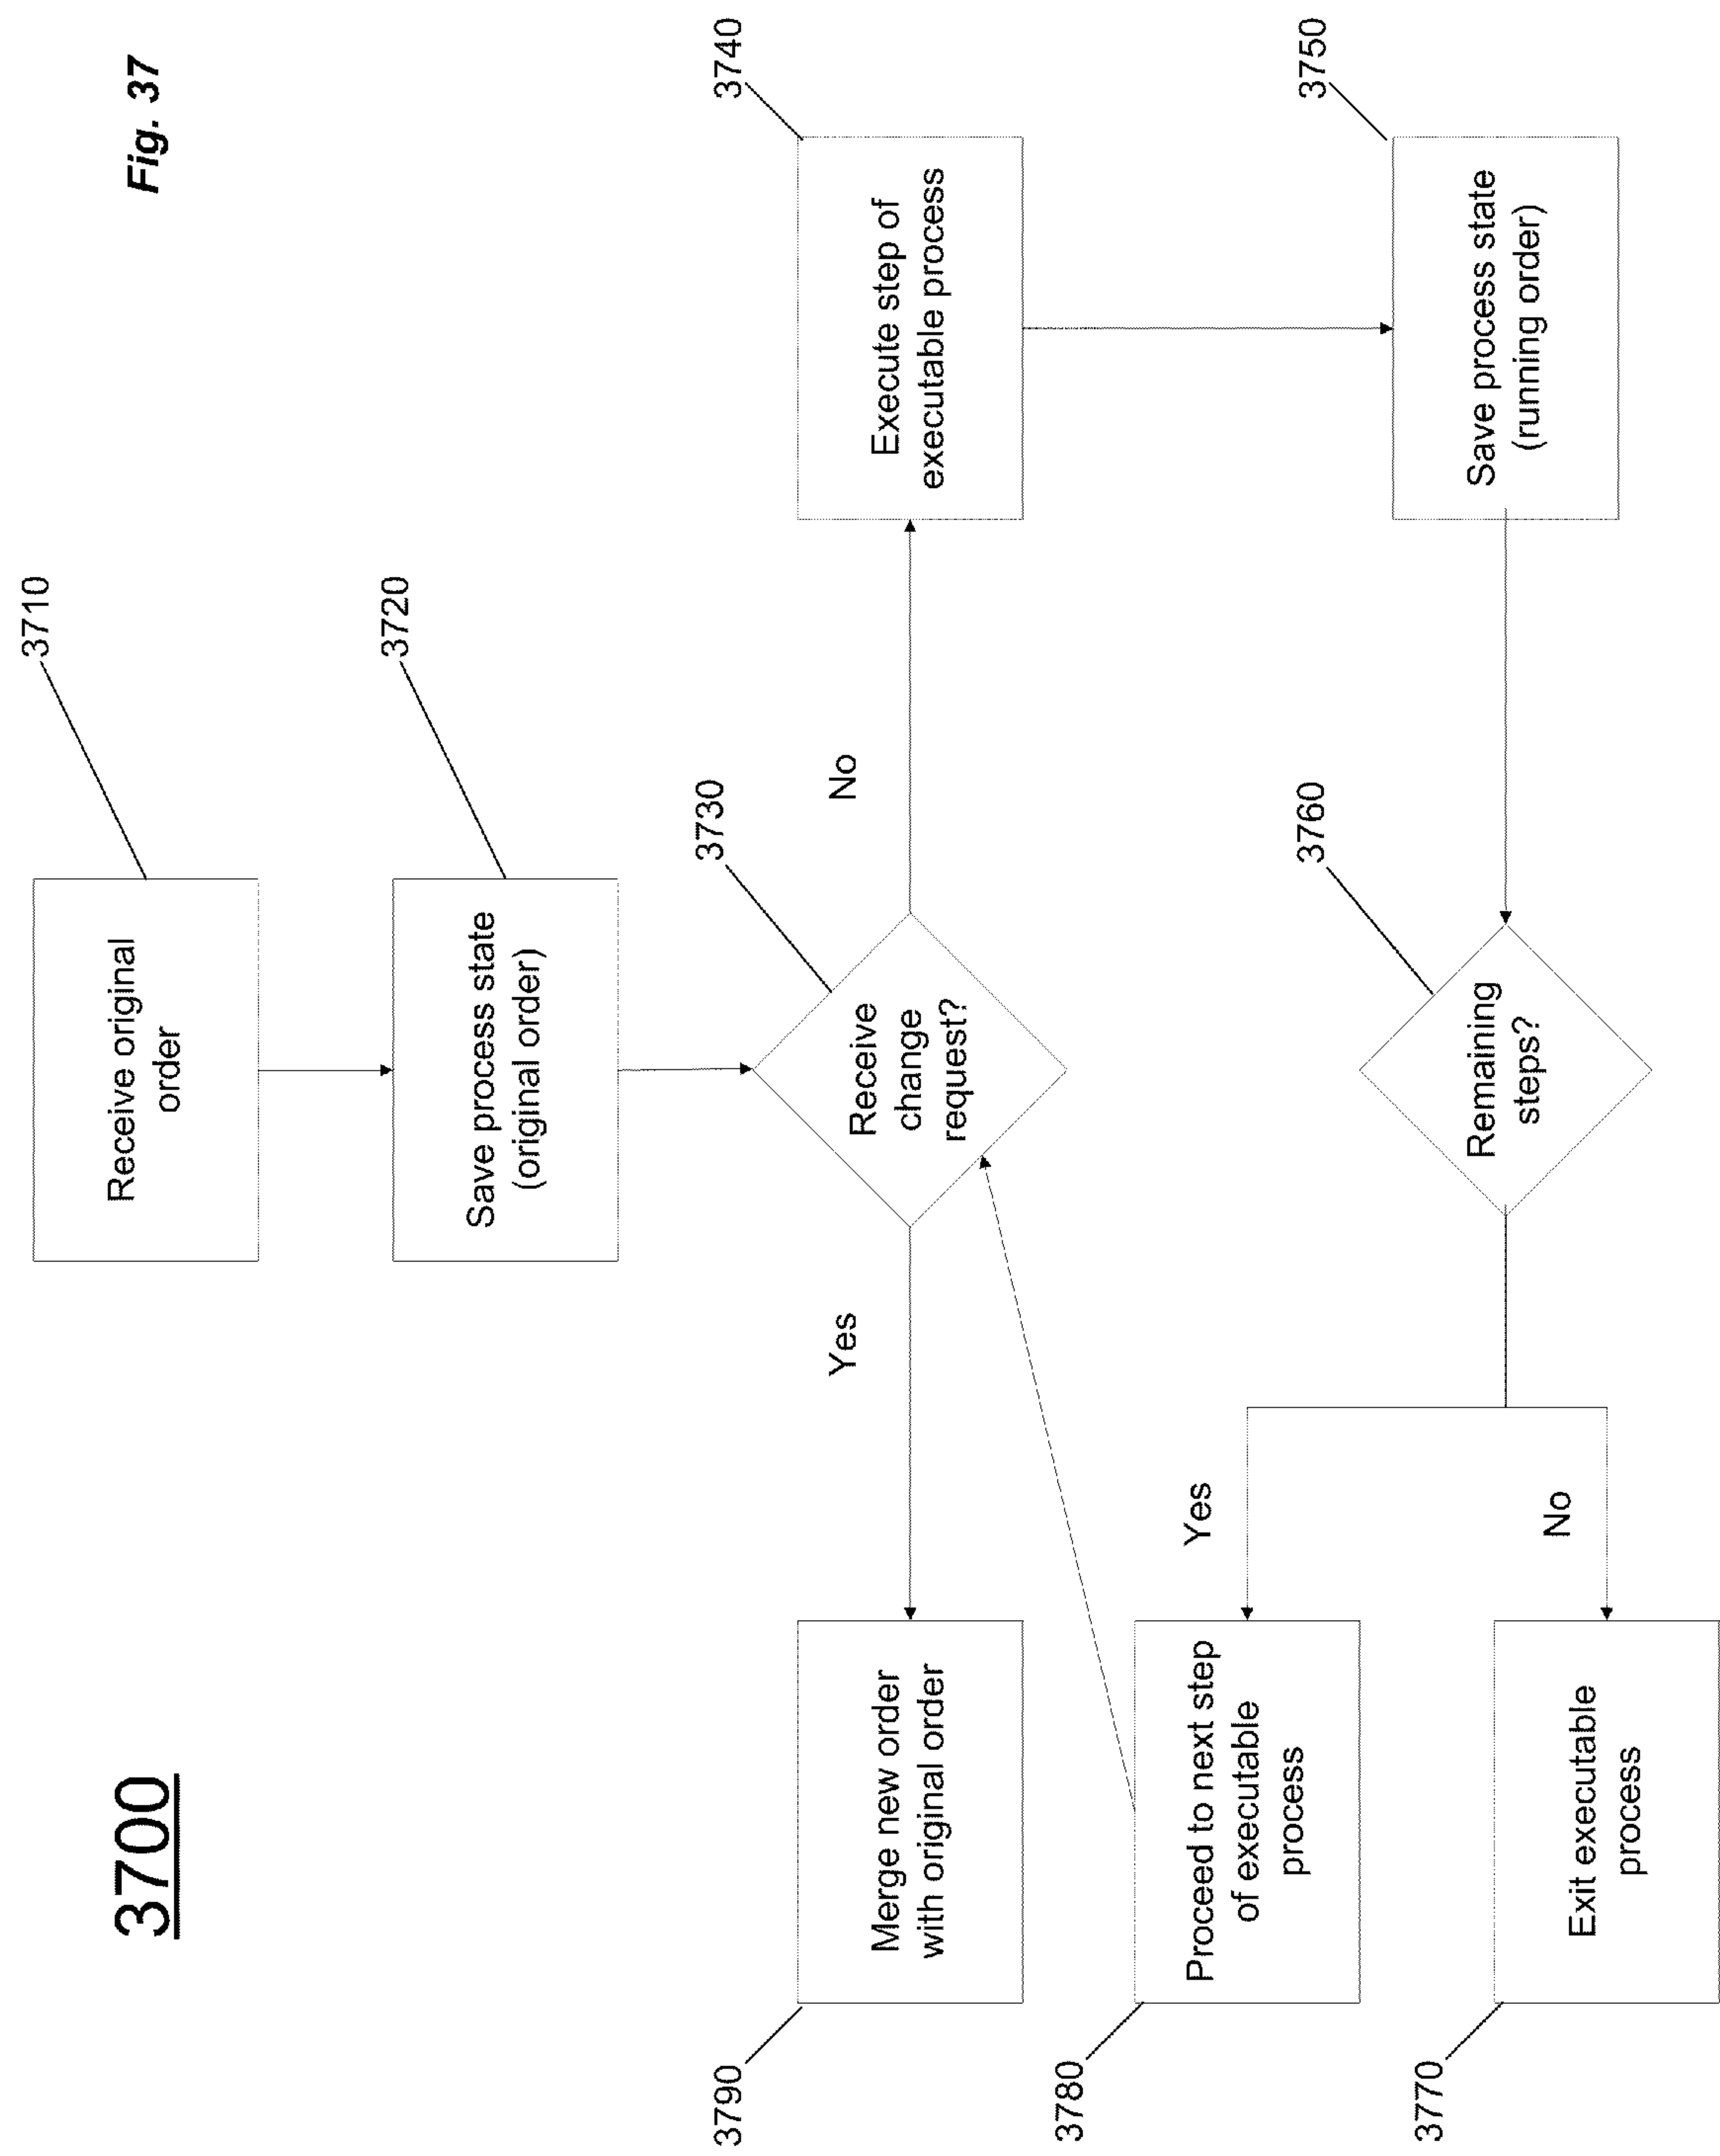 3700
Fig. 37
3710
Receive original
order
3720
Save process state
(original order)
3730
Receive
change
request?
Yes
No
3740
Execute step of
executable process
3790
Merge new order
with original order
3750
Save process state
(running order)
3760
Remaining
steps?
Yes
No
3780
Proceed to next step
of executable
process
3770
Exit executable
process